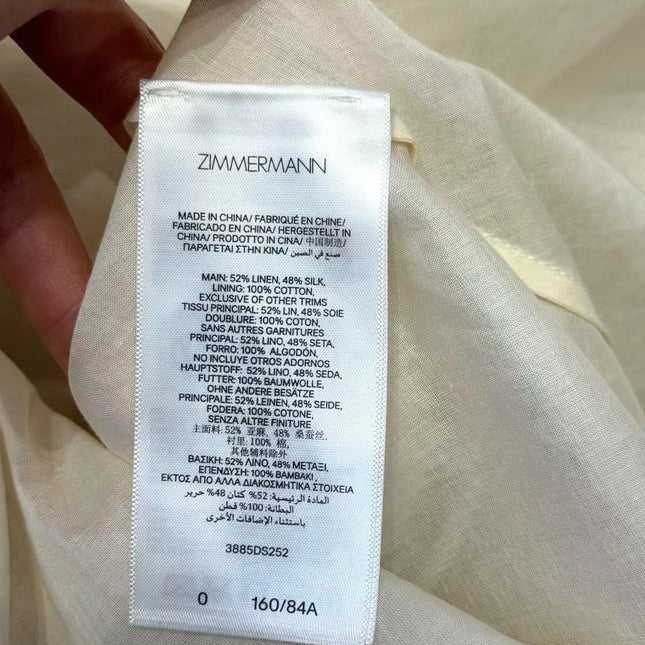 ZIMMERMANN
MADE IN CHINA/ FABRIQUÉ EN CHINE/
FABRICADO EN CHINA/ HERGESTELLT IN
CHINA/ PRODOTTO IN CINA/ 中国制造/
ΠΑΡΑΓΕΤΑΙ ΣΤΗΝ ΚΙΝΑ/ صنع في الصين
MAIN: 52% LINEN, 48% SILK,
LINING: 100% COTTON,
EXCLUSIVE OF OTHER TRIMS
TISSU PRINCIPAL: 52% LIN, 48% SOIE
DOUBLURE: 100% COTON,
SANS AUTRES GARNITURES
PRINCIPAL: 52% LINO, 48% SETA,
FORRO: 100% ALGODÓN,
NO INCLUYE OTROS ADORNOS
HAUPTSTOFF: 52% LINO, 48% SEDA,
FUTTER: 100% BAUMWOLLE,
OHNE ANDERE BESÄTZE
PRINCIPALE: 52% LEINEN, 48% SEIDE,
FODERA: 100% COTONE,
SENZA ALTRE FINITURE
主面料: 52% 亚麻, 48% 桑蚕丝,
衬里: 100% 棉,
其他辅料除外
ΒΑΣΙΚΗ: 52% ΛΙΝΟ, 48% ΜΕΤΑΞΙ,
ΕΠΕΝΔΥΣΗ: 100% ΒΑΜΒΑΚΙ,
ΕΚΤΟΣ ΑΠΟ ΑΛΛΑ ΔΙΑΚΟΣΜΗΤΙΚΑ ΣΤΟΙΧΕΙΑ
المادة الرئيسية: 52% كتان 48% حرير
البطانة: 100% قطن
باستثناء الإضافات الأخرى
3885DS252
0 160/84A